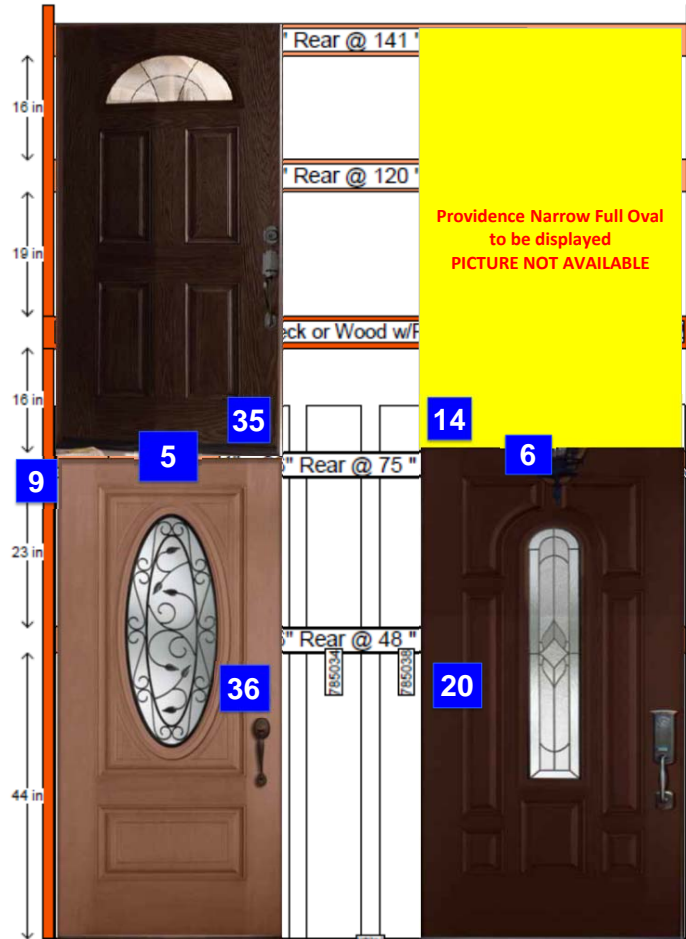 " Rear @ 141 "
16 in
" Rear @ 120 "
Providence Narrow Full Oval
to be displayed
PICTURE NOT AVAILABLE
19 in
eck or Wood w/
16 in
35
14
5
6
" Rear @ 75 "
9
23 in
" Rear @ 48 "
785034
785038
36
20
44 in